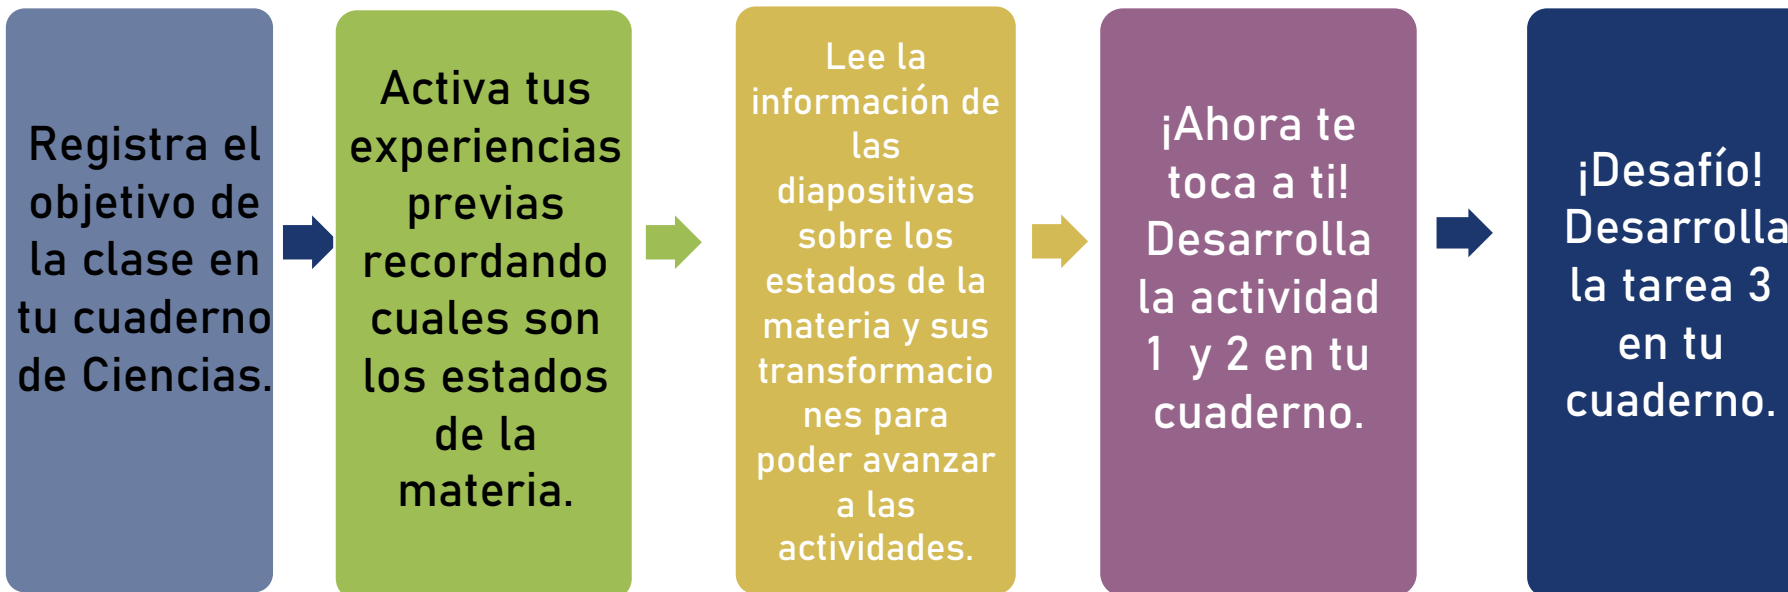 Registra el
objetivo de
la clase en
tu cuaderno
de Ciencias.
Activa tus
experiencias
previas
recordando
cuales son
los estados
de la
materia.
Lee la
información de
las
diapositivas
sobre los
estados de la
materia y sus
transformacio
nes para
poder avanzar
a las
actividades.
¡Ahora te
toca a ti!
Desarrolla
la actividad
1 y 2 en tu
cuaderno.
¡Desafío!
Desarrolla
la tarea 3
en tu
cuaderno.